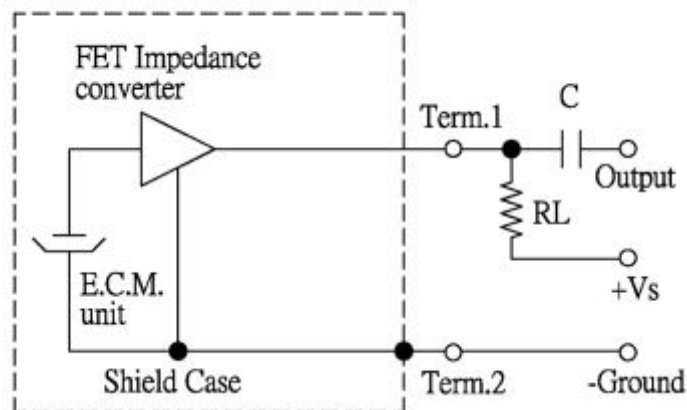 FET Impedance
converter
Term.1
C
Output
RL
+Vs
E.C.M.
unit
Shield Case
Term.2
-Ground